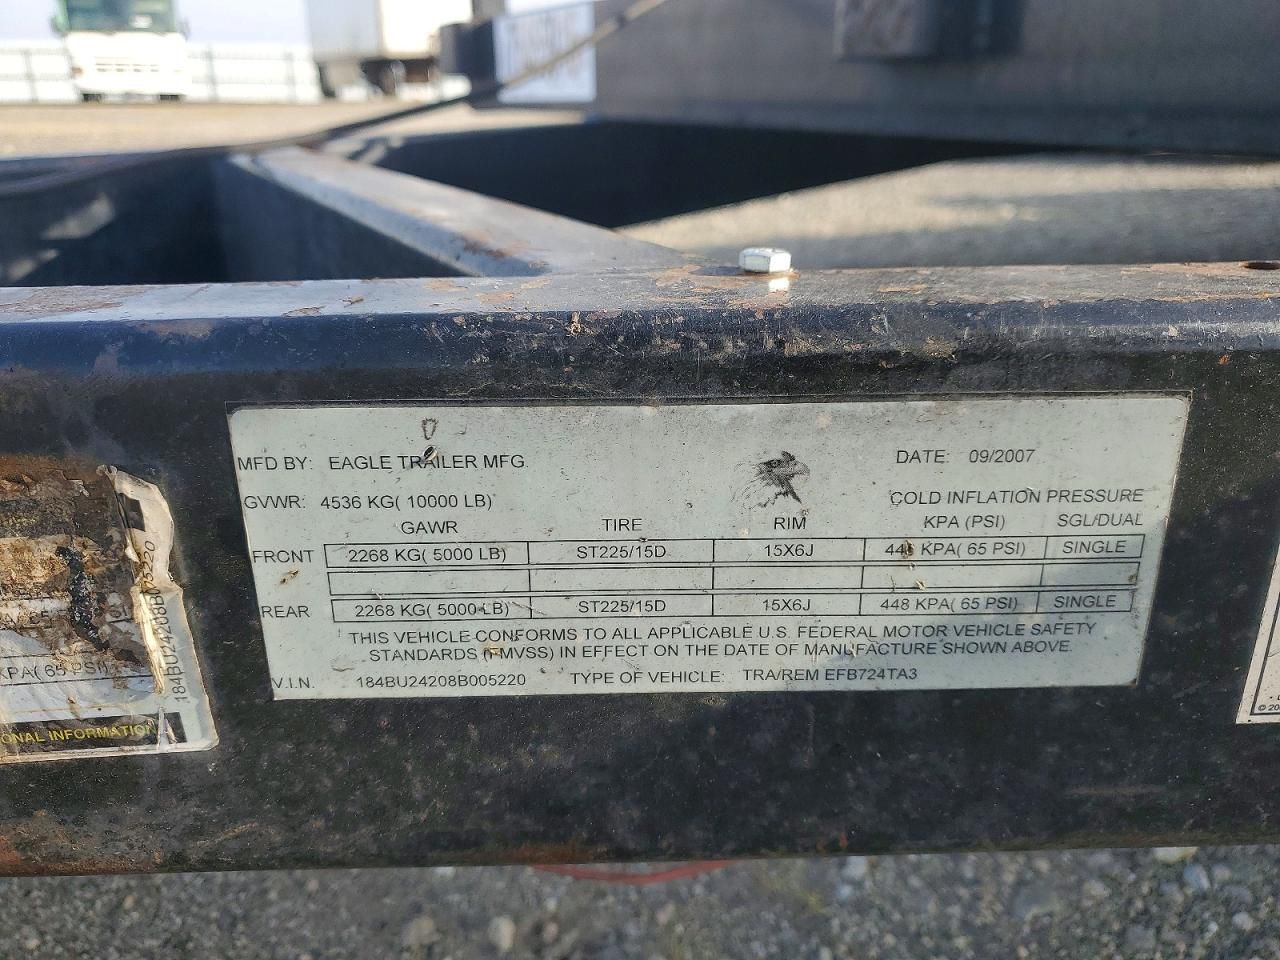 MFD BY: EAGLE TRAILER MFG. DATE: 09/2007
GVWR: 4536 KG( 10000 LB) COLD INFLATION PRESSURE
GAWR TIRE RIM KPA (PSI) SGL/DUAL
FRONT 2268 KG( 5000 LB) ST225/15D 15X6J 448 KPA( 65 PSI) SINGLE
REAR 2268 KG( 5000 LB) ST225/15D 15X6J 448 KPA( 65 PSI) SINGLE
THIS VEHICLE CONFORMS TO ALL APPLICABLE U.S. FEDERAL MOTOR VEHICLE SAFETY
STANDARDS (FMVSS) IN EFFECT ON THE DATE OF MANUFACTURE SHOWN ABOVE.
V.I.N. 184BU24208B005220 TYPE OF VEHICLE: TRA/REM EFB724TA3
184BU24208B005220
KPA( 65 PSI)
ONAL INFORMATION